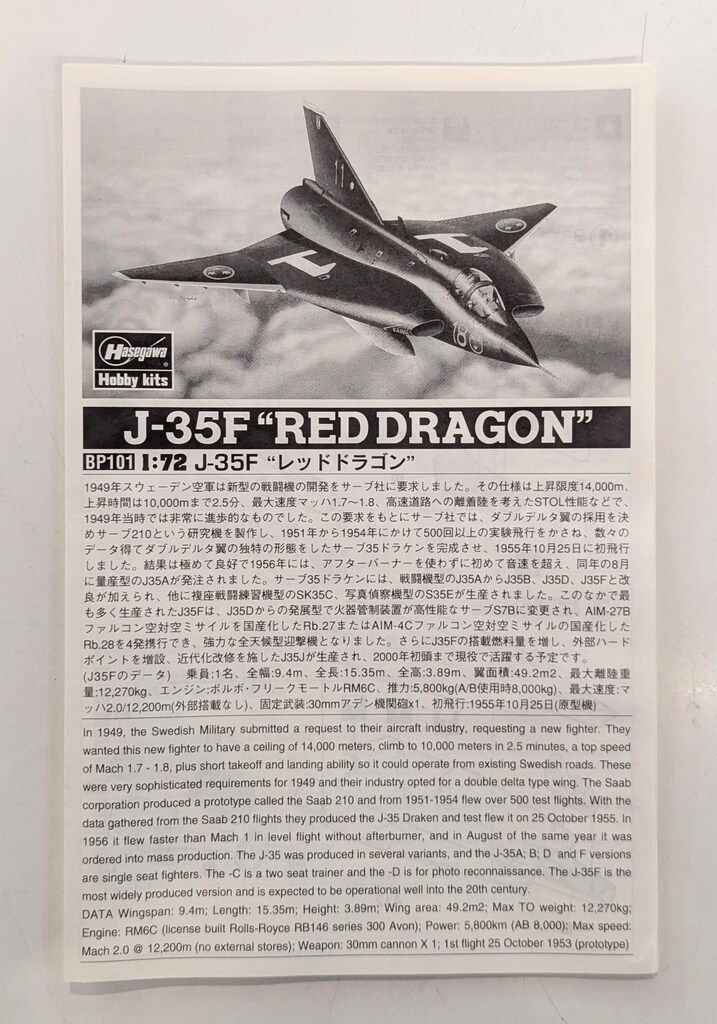 11
18
Hasegawa
Hobby kits
J-35F “RED DRAGON”
BP101 1:72 J-35F “レッドドラゴン”
1949年スウェーデン空軍は新型の戦闘機の開発をサーブ社に要求しました。その仕様は上昇限度14,000m、
上昇時間は10,000mまで2.5分、最大速度マッハ1.7〜1.8、高速道路への離着陸を考えたSTOL性能などで、
1949年当時では非常に進歩的なものでした。この要求をもとにサーブ社では、ダブルデルタ翼の採用を決
めサーブ210という研究機を製作し、1951年から1954年にかけて500回以上の実験飛行をかさね、数々の
データ得てダブルデルタ翼の独特の形態をしたサーブ35ドラケンを完成させ、1955年10月25日に初飛行
しました。結果は極めて良好で1956年には、アフターバーナーを使わずに初めて音速を超え、同年の8月
に量産型のJ35Aが発注されました。サーブ35ドラケンには、戦闘機型のJ35AからJ35B、J35D、J35Fと改
良が加えられ、他に複座戦闘練習機型のSK35C、写真偵察機型のS35Eが生産されました。このなかで最
も多く生産されたJ35Fは、J35Dからの発展型で火器管制装置が高性能なサーブS7Bに変更され、AIM-27B
ファルコン空対空ミサイルを国産化したRb.27またはAIM-4Cファルコン空対空ミサイルの国産化した
Rb.28を4発携行でき、強力な全天候型迎撃機となりました。さらにJ35Fの搭載燃料量を増し、外部ハード
ポイントを増設、近代化改修を施したJ35Jが生産され、2000年初頭まで現役で活躍する予定です。
(J35Fのデータ) 乗員:1名、全幅:9.4m、全長:15.35m、全高:3.89m、翼面積:49.2m2、最大離陸重
量:12,270kg、エンジン:ボルボ・フリークモートルRM6C、推力:5,800kg(A/B使用時8,000kg)、最大速度:マ
ッハ2.0/12,200m(外部搭載なし)、固定武装:30mmアデン機関砲x1、初飛行:1955年10月25日(原型機)
In 1949, the Swedish Military submitted a request to their aircraft industry, requesting a new fighter. They
wanted this new fighter to have a ceiling of 14,000 meters, climb to 10,000 meters in 2.5 minutes, a top speed
of Mach 1.7 - 1.8, plus short takeoff and landing ability so it could operate from existing Swedish roads. These
were very sophisticated requirements for 1949 and their industry opted for a double delta type wing. The Saab
corporation produced a prototype called the Saab 210 and from 1951-1954 flew over 500 test flights. With the
data gathered from the Saab 210 flights they produced the J-35 Draken and test flew it on 25 October 1955. In
1956 it flew faster than Mach 1 in level flight without afterburner, and in August of the same year it was
ordered into mass production. The J-35 was produced in several variants, and the J-35A; B; D and F versions
are single seat fighters. The -C is a two seat trainer and the -D is for photo reconnaissance. The J-35F is the
most widely produced version and is expected to be operational well into the 20th century.
DATA Wingspan: 9.4m; Length: 15.35m; Height: 3.89m; Wing area: 49.2m2; Max TO weight: 12,270kg;
Engine: RM6C (license built Rolls-Royce RB146 series 300 Avon); Power: 5,800km (AB 8,000): Max speed:
Mach 2.0 @ 12,200m (no external stores); Weapon: 30mm cannon X 1; 1st flight 25 October 1953 (prototype)